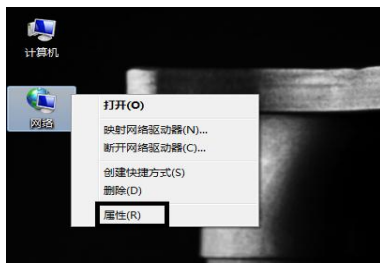 计算机
网络
打开(O)
映射网络驱动器(N)...
断开网络驱动器(C)...
创建快捷方式(S)
删除(D)
属性(R)